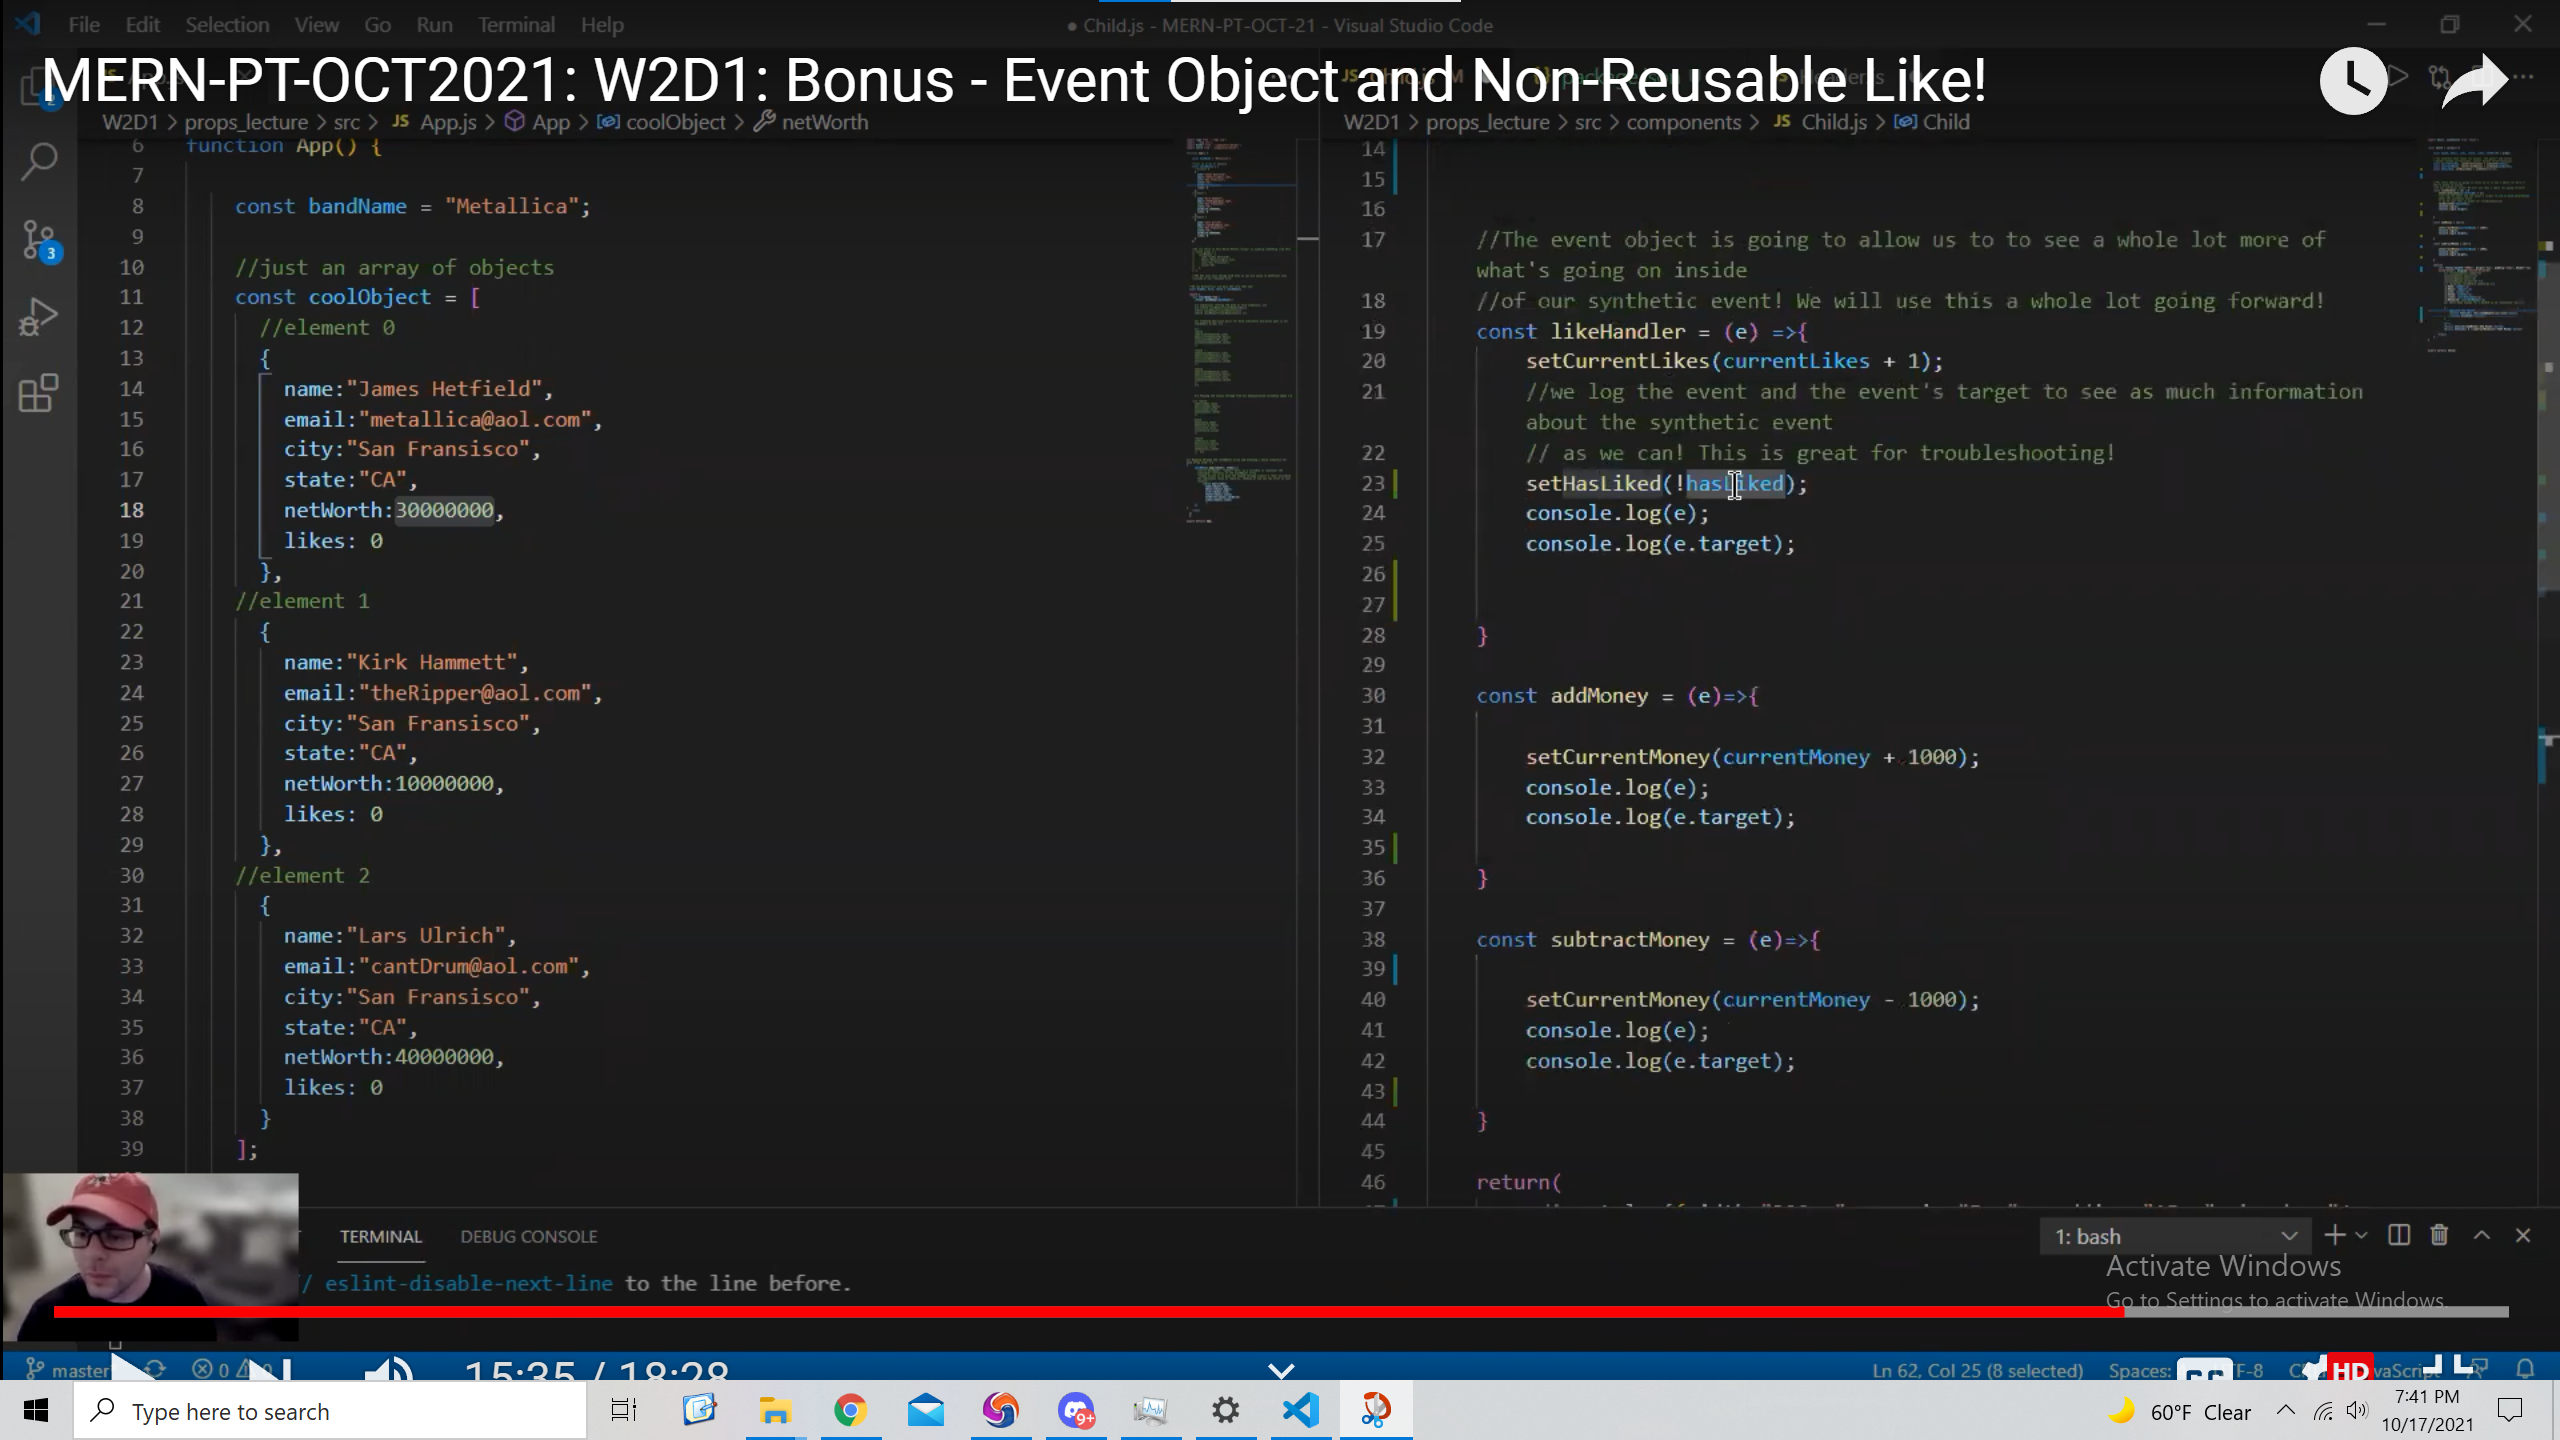 File Edit Selection View Go Run Terminal Help
● Child.js - MERN-PT-OCT-21 - Visual Studio Code
MERN-PT-OCT2021: W2D1: Bonus - Event Object and Non-Reusable Like!
W2D1 > props_lecture > src > JS App.js > App > coolObject > netWorth
6 function App() {
7
8 const bandName = "Metallica";
9
10 //just an array of objects
11 const coolObject = [
12 //element 0
13 {
14 name:"James Hetfield",
15 email:"metallica@aol.com",
16 city:"San Fransisco",
17 state:"CA",
18 netWorth:30000000,
19 likes: 0
20 },
21 //element 1
22 {
23 name:"Kirk Hammett",
24 email:"theRipper@aol.com",
25 city:"San Fransisco",
26 state:"CA",
27 netWorth:10000000,
28 likes: 0
29 },
30 //element 2
31 {
32 name:"Lars Ulrich",
33 email:"cantDrum@aol.com",
34 city:"San Fransisco",
35 state:"CA",
36 netWorth:40000000,
37 likes: 0
38 }
39 ];
W2D1 > props_lecture > src > components > JS Child.js > Child
14
15
16
17 //The event object is going to allow us to to see a whole lot more of
what's going on inside
18 //of our synthetic event! We will use this a whole lot going forward!
19 const likeHandler = (e) =>{
20 setCurrentLikes(currentLikes + 1);
21 //we log the event and the event's target to see as much information
about the synthetic event
22 // as we can! This is great for troubleshooting!
23 setHasLiked(!hasLiked);
24 console.log(e);
25 console.log(e.target);
26
27
28 }
29
30 const addMoney = (e)=>{
31
32 setCurrentMoney(currentMoney + 1000);
33 console.log(e);
34 console.log(e.target);
35
36 }
37
38 const subtractMoney = (e)=>{
39
40 setCurrentMoney(currentMoney - 1000);
41 console.log(e);
42 console.log(e.target);
43
44 }
45
46 return(
TERMINAL DEBUG CONSOLE
1: bash
/ eslint-disable-next-line to the line before.
Activate Windows
Go to Settings to activate Windows.
master 0 0
15:35 / 18:28
Ln 62, Col 25 (8 selected) Spaces:
HD
Type here to search
3
9+
60°F Clear
7:41 PM
10/17/2021